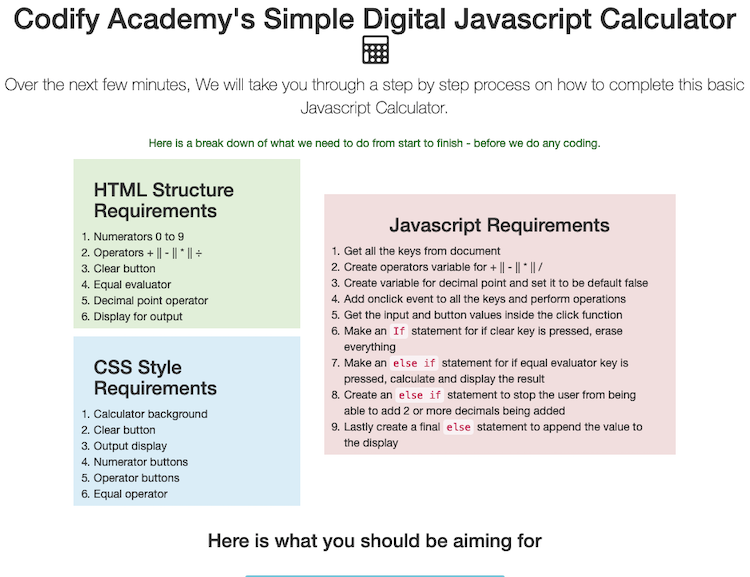 Codify Academy's Simple Digital Javascript Calculator
Over the next few minutes, We will take you through a step by step process on how to complete this basic
Javascript Calculator.
Here is a break down of what we need to do from start to finish - before we do any coding.
HTML Structure
Requirements
1. Numerators 0 to 9
2. Operators + || - || * || ÷
3. Clear button
4. Equal evaluator
5. Decimal point operator
6. Display for output
CSS Style
Requirements
1. Calculator background
2. Clear button
3. Output display
4. Numerator buttons
5. Operator buttons
6. Equal operator
Javascript Requirements
1. Get all the keys from document
2. Create operators variable for + || - || * || /
3. Create variable for decimal point and set it to be default false
4. Add onclick event to all the keys and perform operations
5. Get the input and button values inside the click function
6. Make an If statement for if clear key is pressed, erase
everything
7. Make an else if statement for if equal evaluator key is
pressed, calculate and display the result
8. Create an else if statement to stop the user from being
able to add 2 or more decimals being added
9. Lastly create a final else statement to append the value to
the display
Here is what you should be aiming for